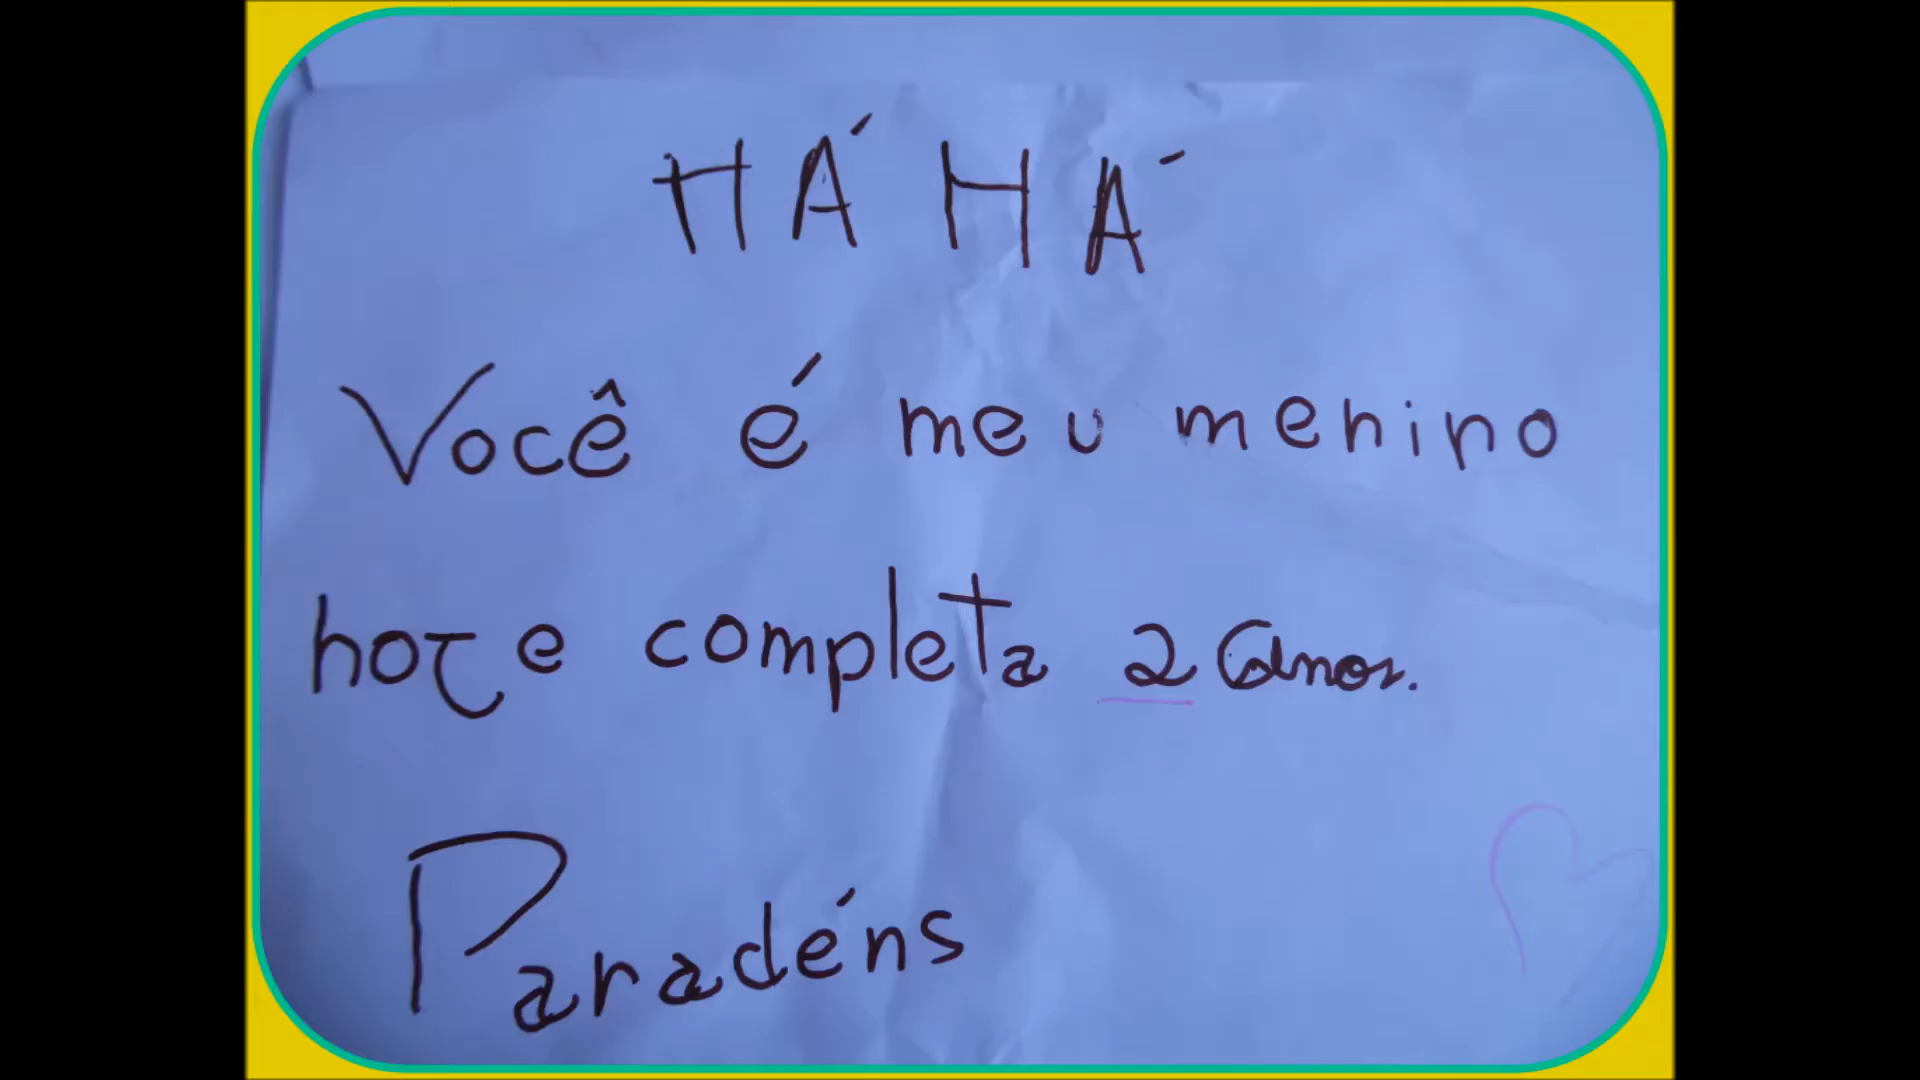 HÁ HÁ
Você é meu menino
hoje completa 2 anos.
Paradéns